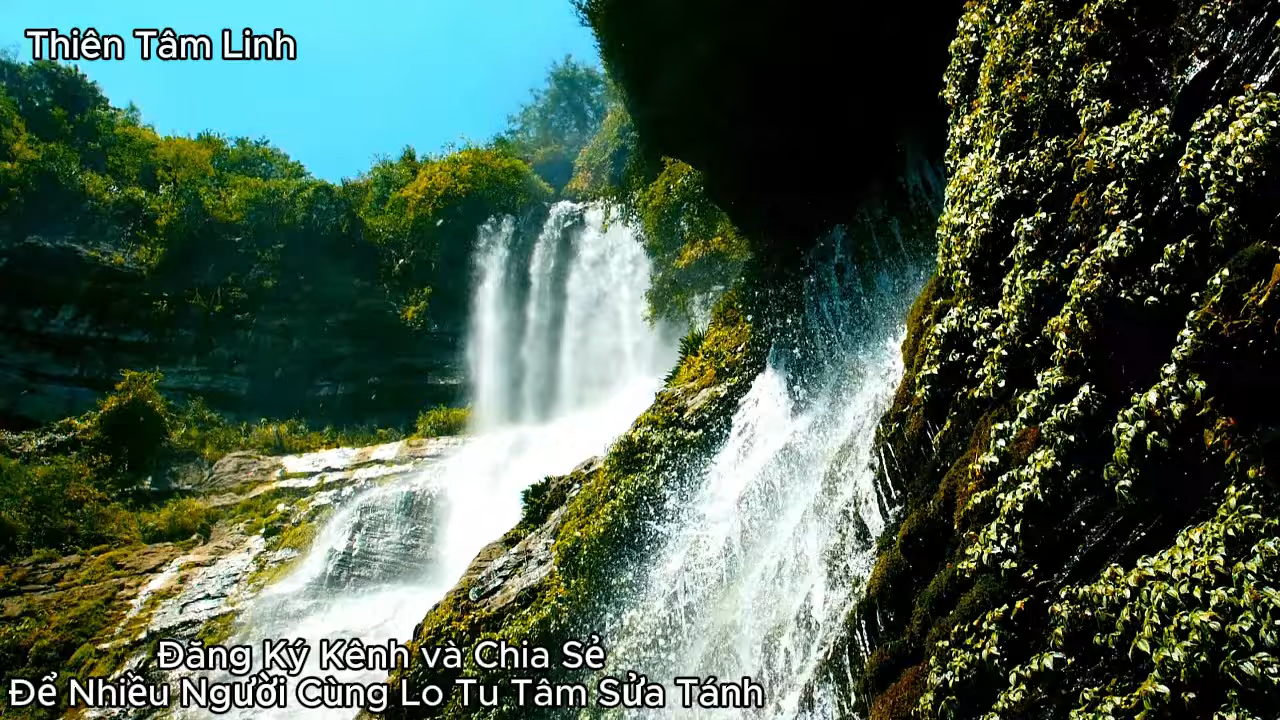 Thiên Tâm Linh
Đăng Ký Kênh và Chia Sẻ
Để Nhiều Người Cùng Lo Tu Tâm Sửa Tánh